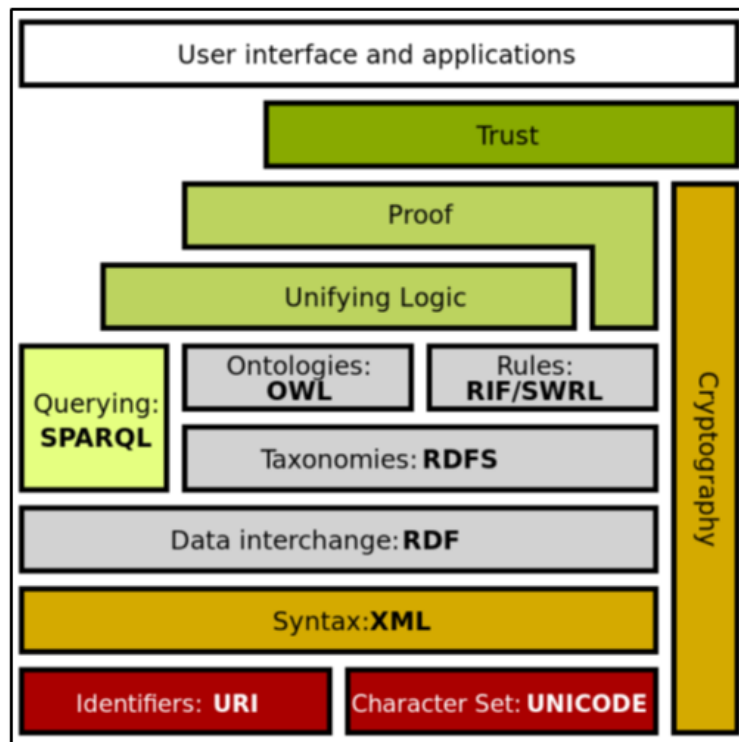 User interface and applications
Trust
Proof
Unifying Logic
Ontologies:
OWL
Rules:
RIF/SWRL
Querying:
SPARQL
Taxonomies: RDFS
Cryptography
Data interchange: RDF
Syntax:XML
Identifiers: URI
Character Set: UNICODE